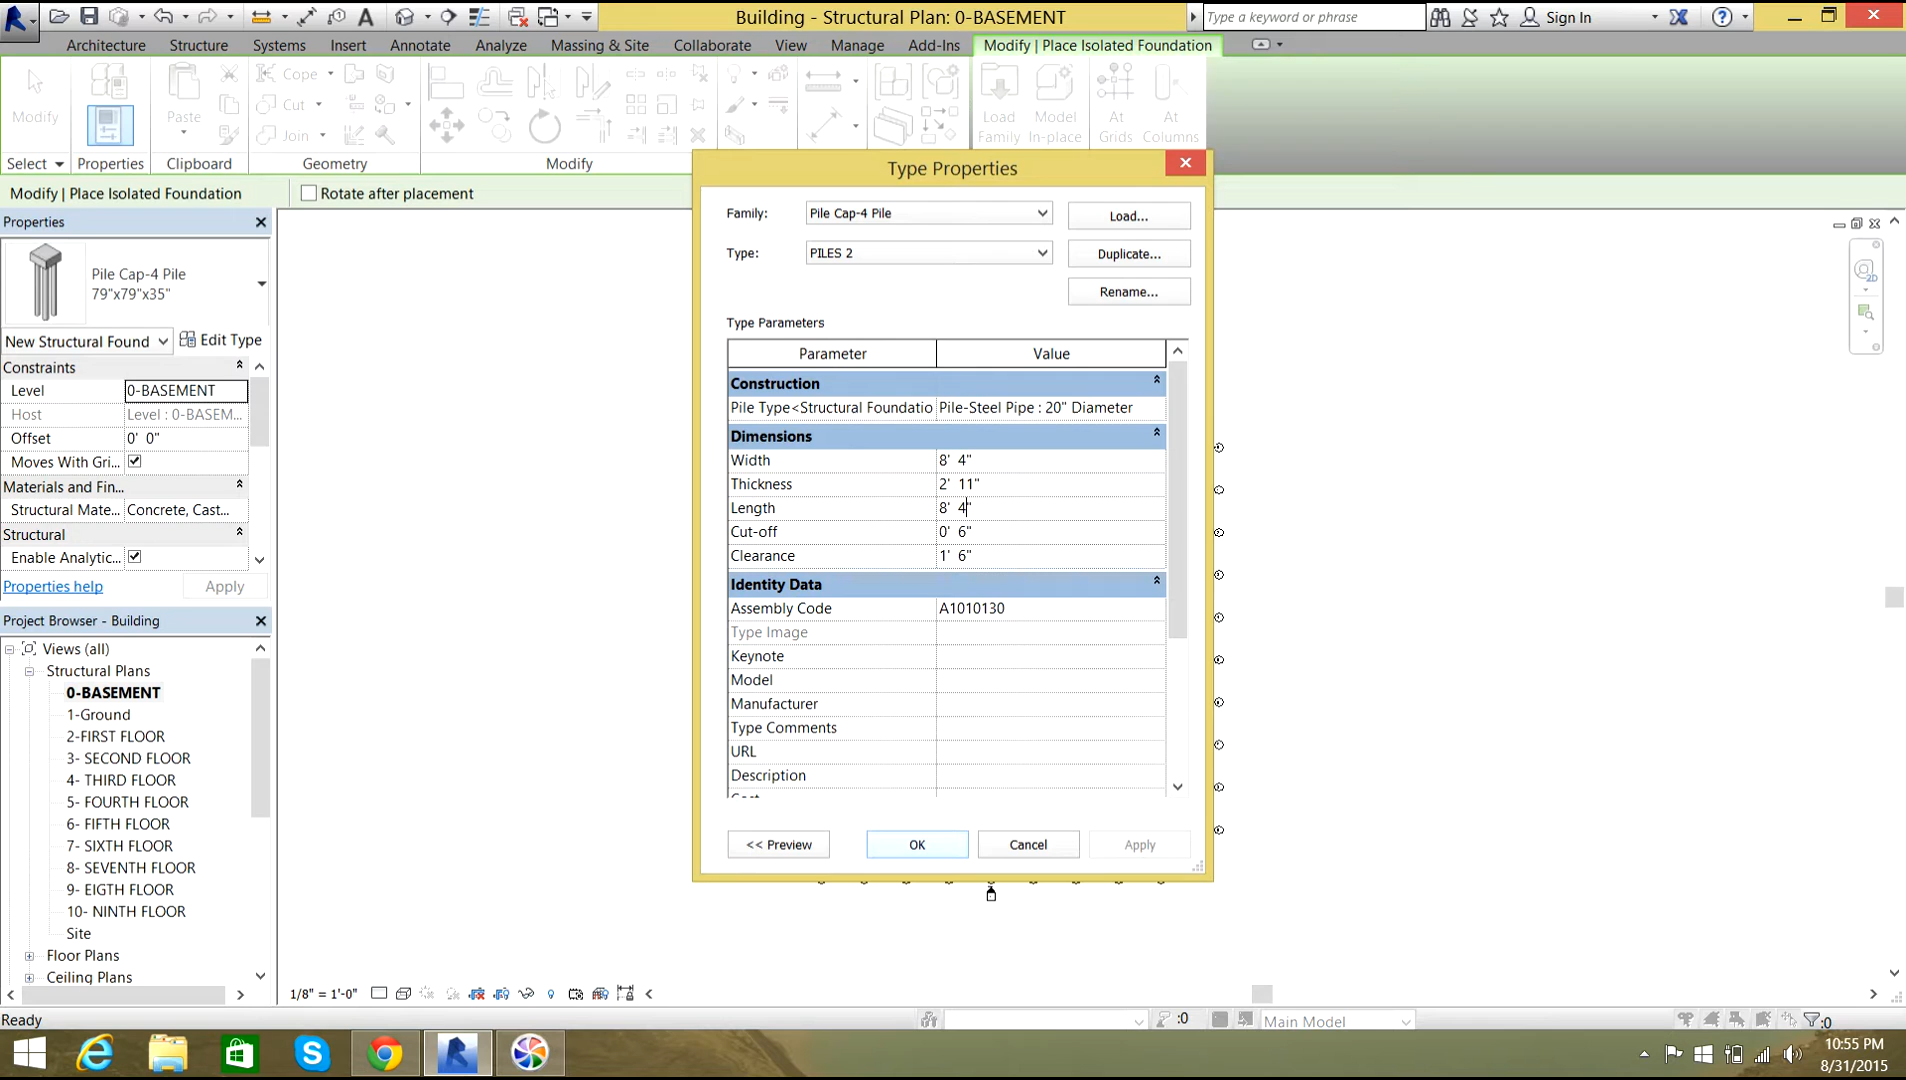 Building - Structural Plan: 0-BASEMENT
Type a keyword or phrase
Sign In
Architecture Structure Systems Insert Annotate Analyze Massing & Site Collaborate View Manage Add-Ins Modify | Place Isolated Foundation
Modify
Paste
Cope
Cut
Join
Load Family
Model In-place
At Grids
At Columns
Select Properties Clipboard Geometry Modify
Modify | Place Isolated Foundation
Rotate after placement
Properties
Pile Cap-4 Pile
79"x79"x35"
New Structural Found
Edit Type
Constraints
Level 0-BASEMENT
Host Level : 0-BASEM...
Offset 0' 0"
Moves With Gri...
Materials and Fin...
Structural Mate... Concrete, Cast...
Structural
Enable Analytic...
Properties help
Apply
Project Browser - Building
Views (all)
Structural Plans
0-BASEMENT
1-Ground
2-FIRST FLOOR
3- SECOND FLOOR
4- THIRD FLOOR
5- FOURTH FLOOR
6- FIFTH FLOOR
7- SIXTH FLOOR
8- SEVENTH FLOOR
9- EIGTH FLOOR
10- NINTH FLOOR
Site
Floor Plans
Ceiling Plans
Type Properties
Family: Pile Cap-4 Pile Load...
Type: PILES 2 Duplicate...
Rename...
Type Parameters
Parameter Value
Construction
Pile Type<Structural Foundatio Pile-Steel Pipe : 20" Diameter
Dimensions
Width 8' 4"
Thickness 2' 11"
Length 8' 4"
Cut-off 0' 6"
Clearance 1' 6"
Identity Data
Assembly Code A1010130
Type Image
Keynote
Model
Manufacturer
Type Comments
URL
Description
<< Preview OK Cancel Apply
2D
1/8" = 1'-0"
Ready
:0
Main Model
:0
10:55 PM
8/31/2015